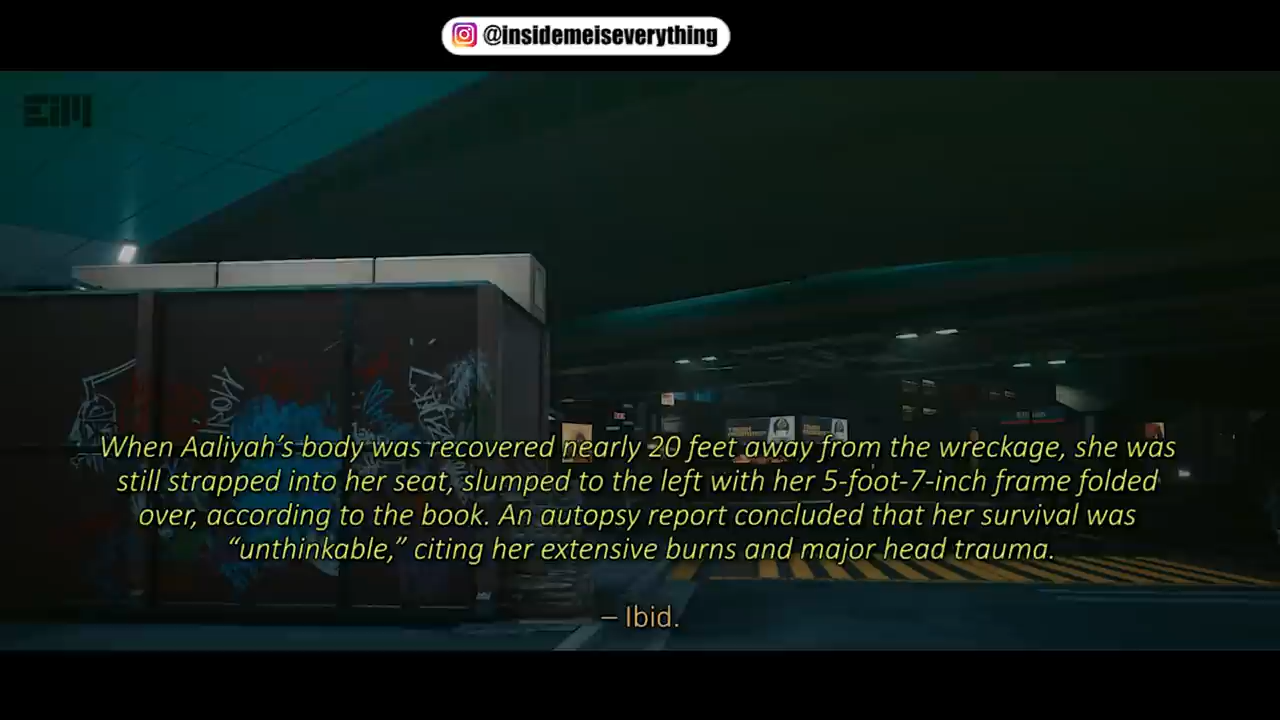 @insidemeiseverything
EiM
When Aaliyah’s body was recovered nearly 20 feet away from the wreckage, she was
still strapped into her seat, slumped to the left with her 5-foot-7-inch frame folded
over, according to the book. An autopsy report concluded that her survival was
“unthinkable,” citing her extensive burns and major head trauma.
– Ibid.